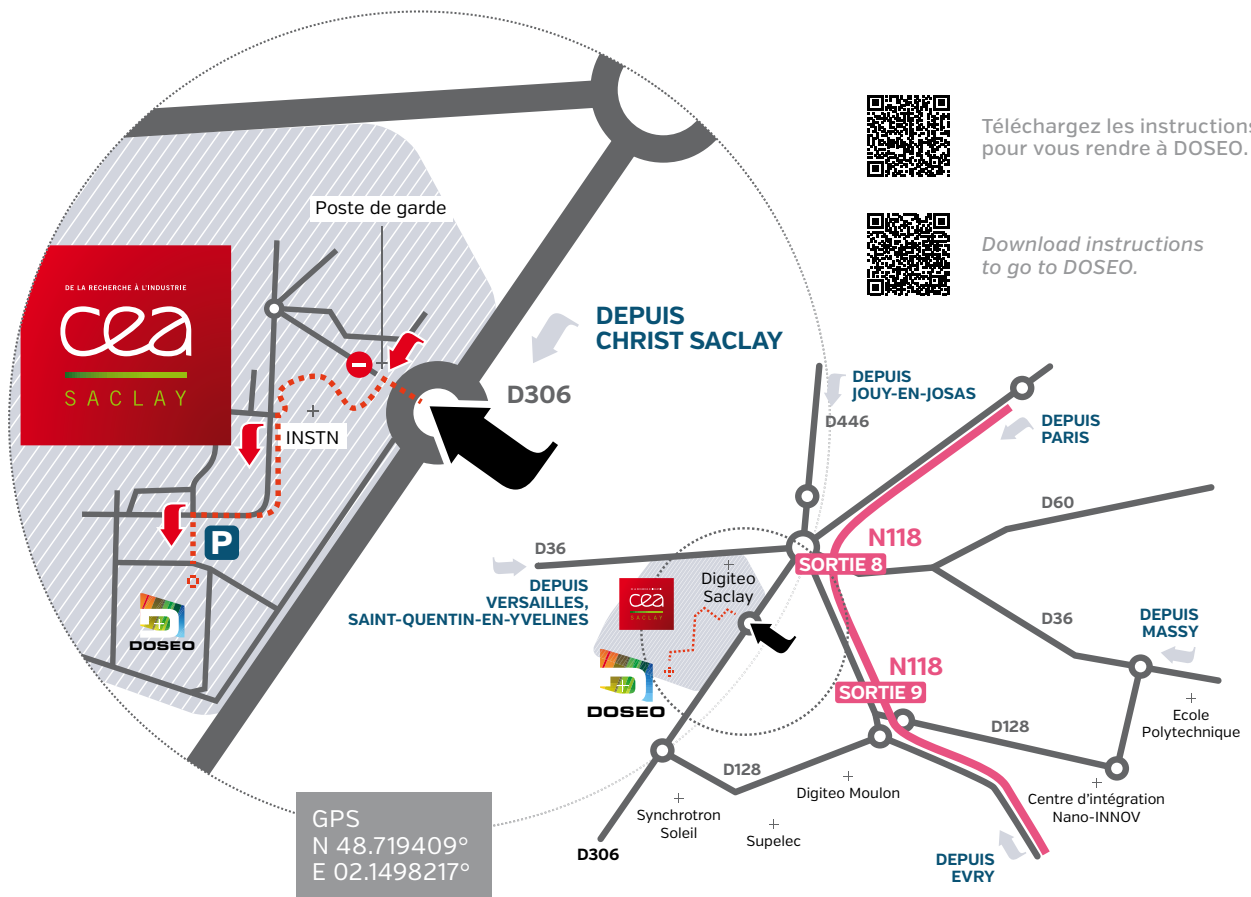 Téléchargez les instructions
pour vous rendre à DOSEO.
Download instructions
to go to DOSEO.
Poste de garde
DE LA RECHERCHE À L'INDUSTRIE
cea
SACLAY
DEPUIS
CHRIST SACLAY
D306
INSTN
P
DOSEO
DEPUIS
JOUY-EN-JOSAS
D446
DEPUIS
PARIS
D60
N118
SORTIE 8
D36
DEPUIS
VERSAILLES,
SAINT-QUENTIN-EN-YVELINES
Digiteo
Saclay
cea
SACLAY
DOSEO
D36
DEPUIS
MASSY
N118
SORTIE 9
Ecole
Polytechnique
D128
D128
Digiteo Moulon
Centre d'intégration
Nano-INNOV
Synchrotron
Soleil
Supelec
D306
DEPUIS
EVRY
GPS
N 48.719409°
E 02.1498217°